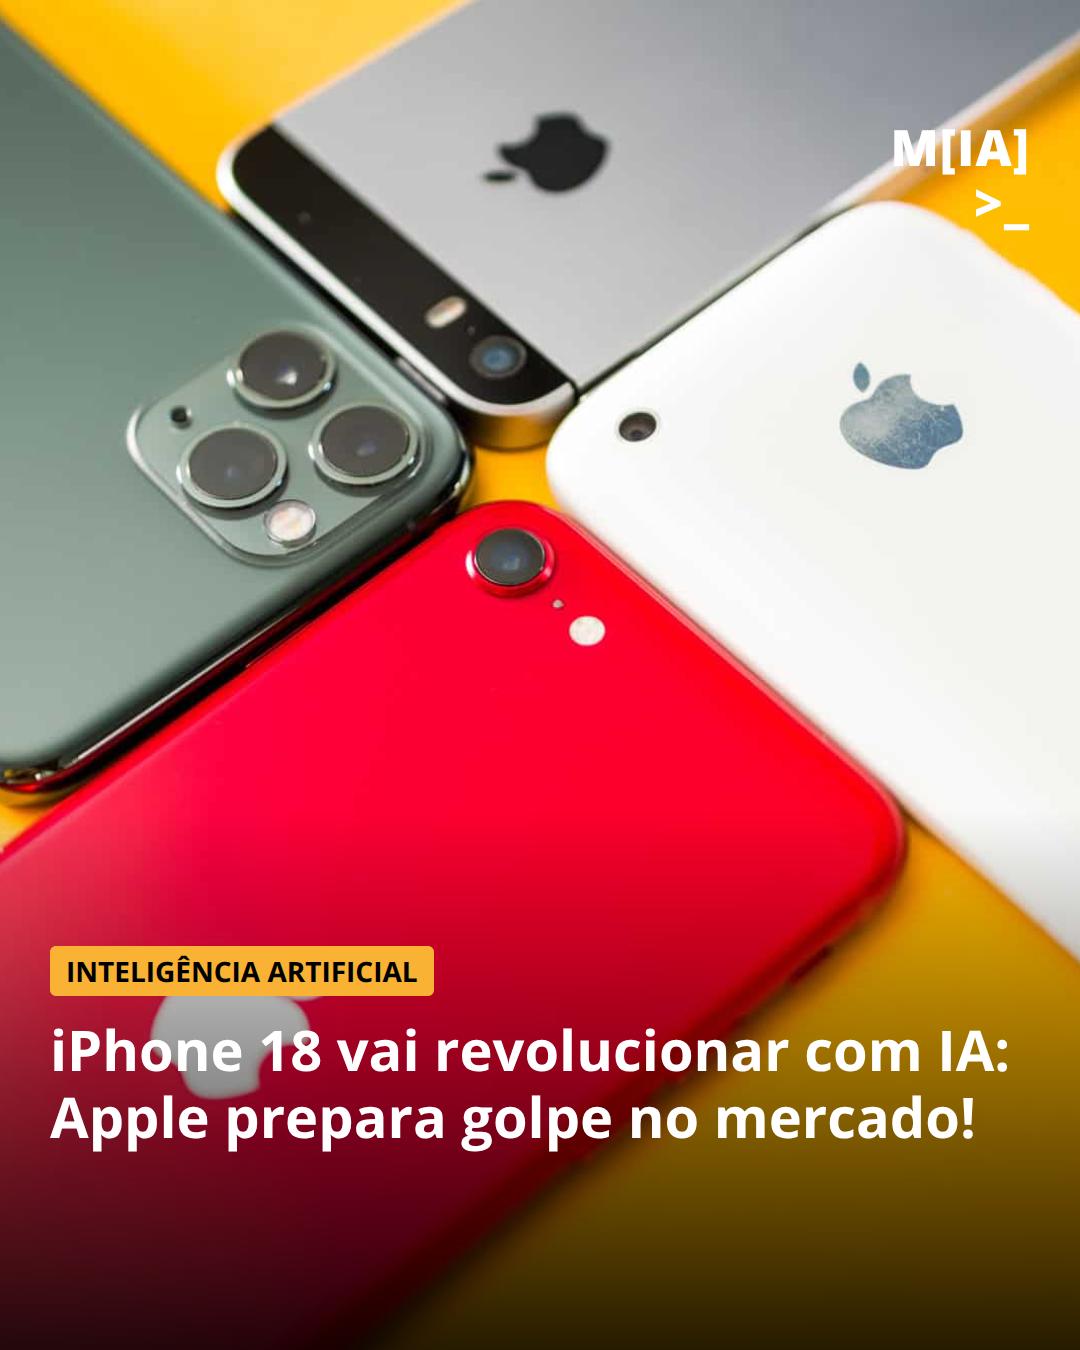 M[IA]
>_
INTELIGÊNCIA ARTIFICIAL
iPhone 18 vai revolucionar com IA:
Apple prepara golpe no mercado!